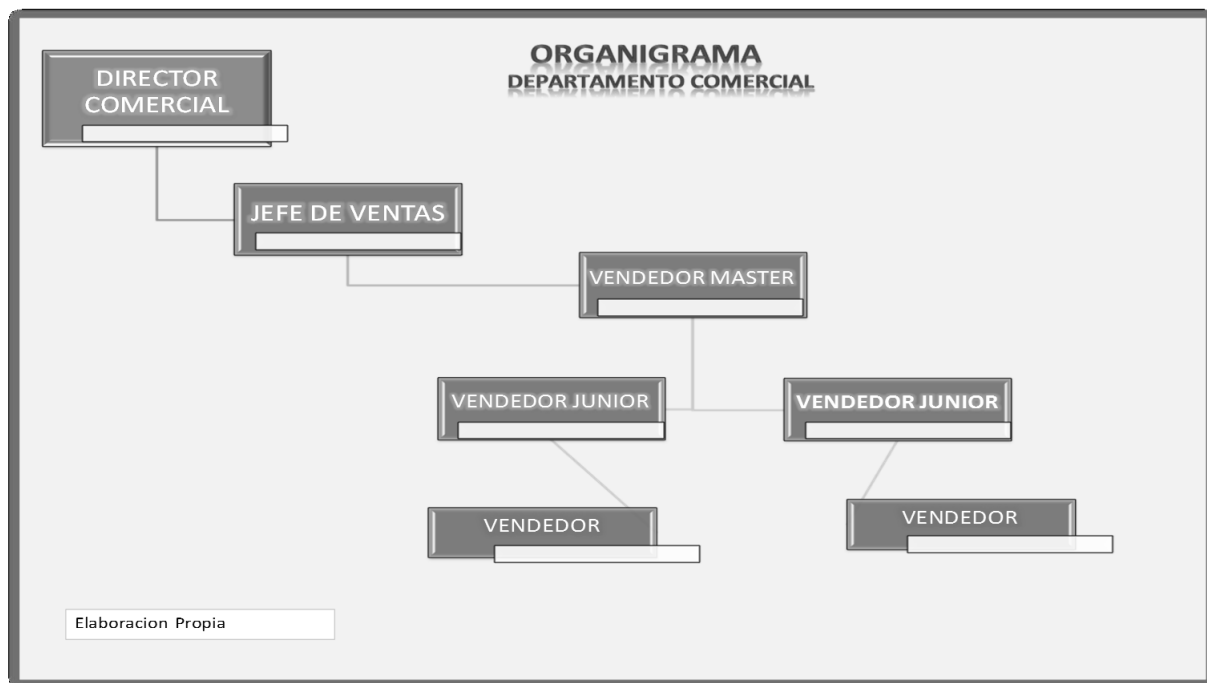 ORGANIGRAMA
DEPARTAMENTO COMERCIAL
DIRECTOR
COMERCIAL
JEFE DE VENTAS
VENDEDOR MASTER
VENDEDOR JUNIOR
VENDEDOR JUNIOR
VENDEDOR
VENDEDOR
Elaboracion Propia